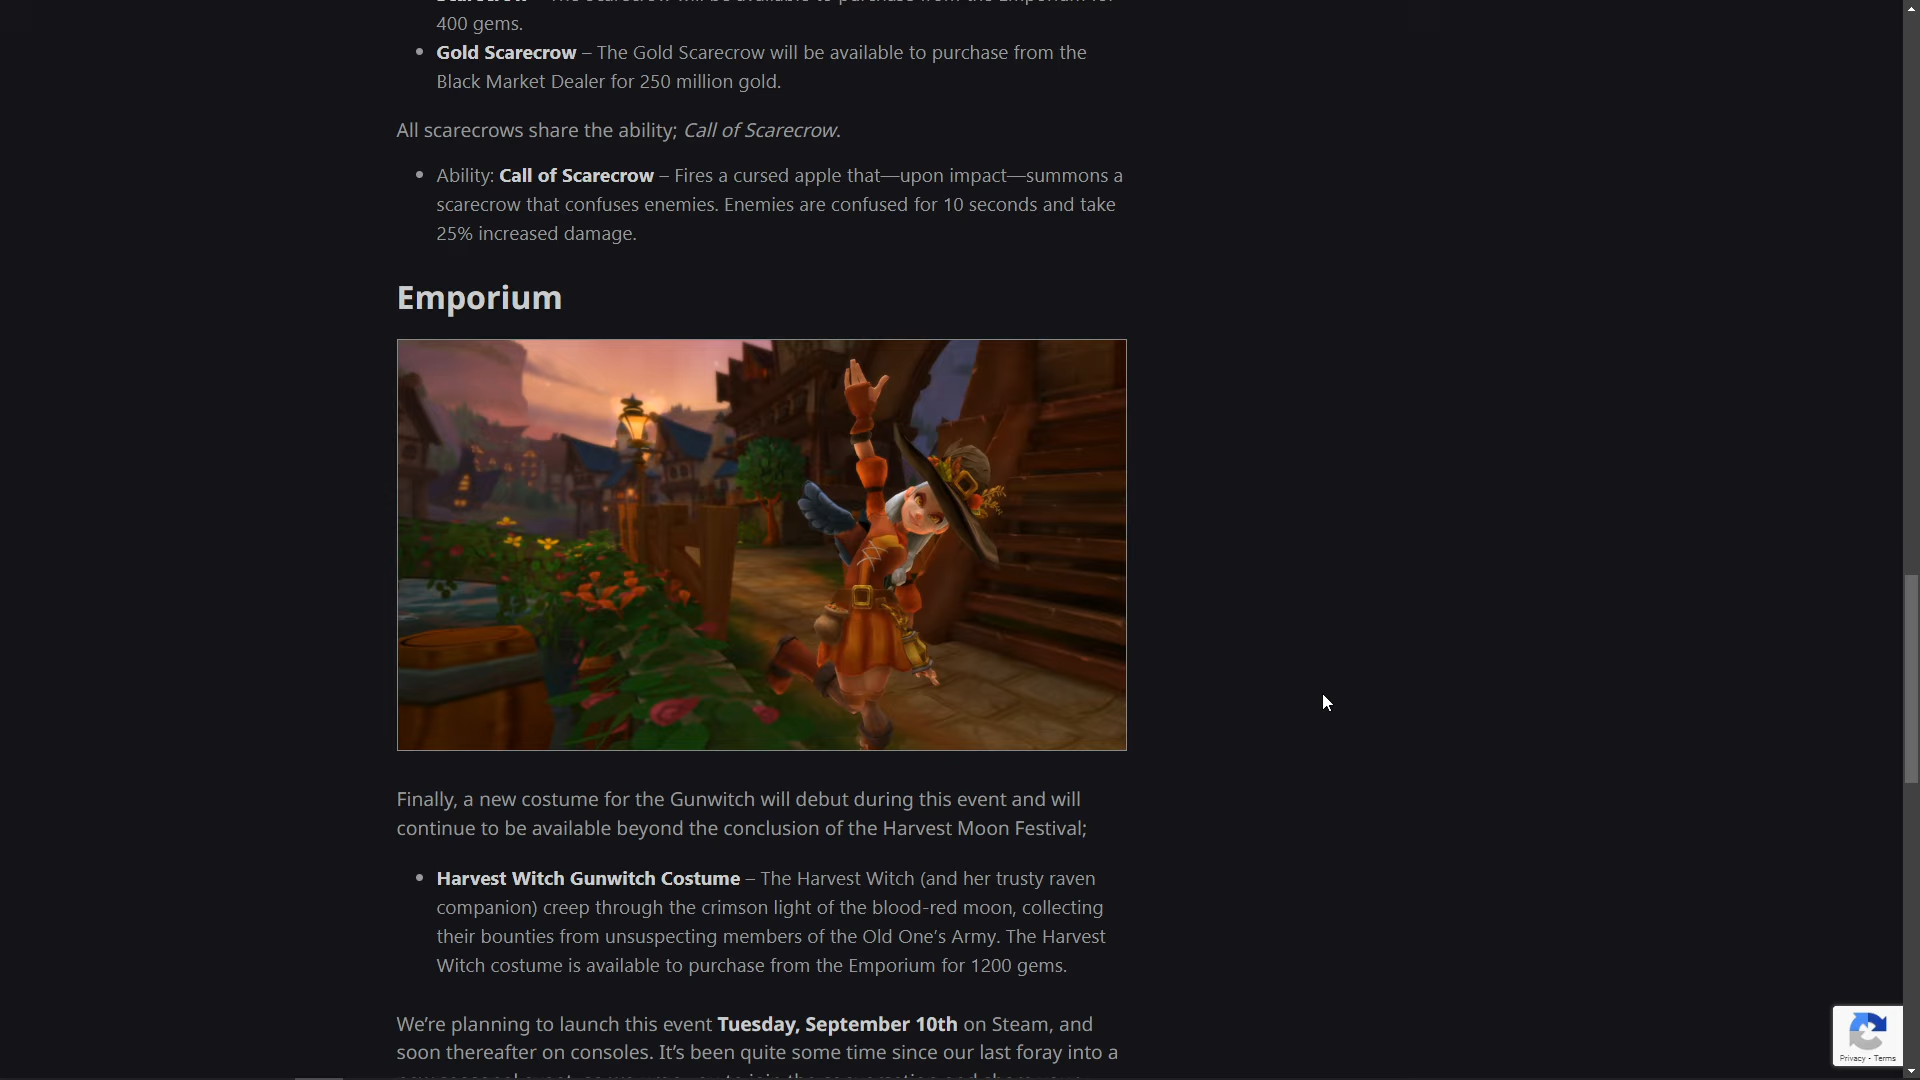 400 gems.
• Gold Scarecrow – The Gold Scarecrow will be available to purchase from the
Black Market Dealer for 250 million gold.
All scarecrows share the ability; Call of Scarecrow.
• Ability: Call of Scarecrow – Fires a cursed apple that—upon impact—summons a
scarecrow that confuses enemies. Enemies are confused for 10 seconds and take
25% increased damage.
Emporium
Finally, a new costume for the Gunwitch will debut during this event and will
continue to be available beyond the conclusion of the Harvest Moon Festival;
• Harvest Witch Gunwitch Costume – The Harvest Witch (and her trusty raven
companion) creep through the crimson light of the blood-red moon, collecting
their bounties from unsuspecting members of the Old One’s Army. The Harvest
Witch costume is available to purchase from the Emporium for 1200 gems.
We’re planning to launch this event Tuesday, September 10th on Steam, and
soon thereafter on consoles. It’s been quite some time since our last foray into a
Privacy - Terms